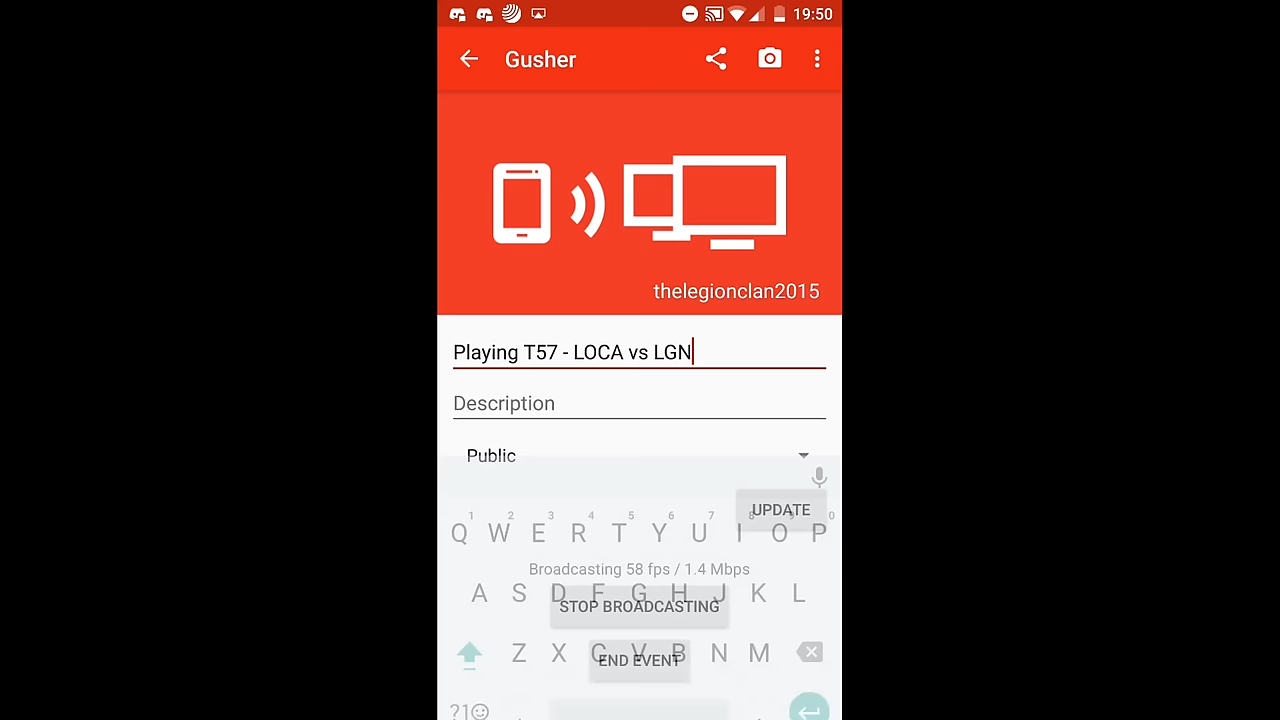 19:50
Gusher
thelegionclan2015
Playing T57 - LOCA vs LGN
Description
Public
UPDATE
1 2 3 4 5 6 7 8 9 0
Q W E R T Y U I O P
Broadcasting 58 fps / 1.4 Mbps
A S D F G H J K L
STOP BROADCASTING
Z X C V B N M
END EVENT
?1☺ , .